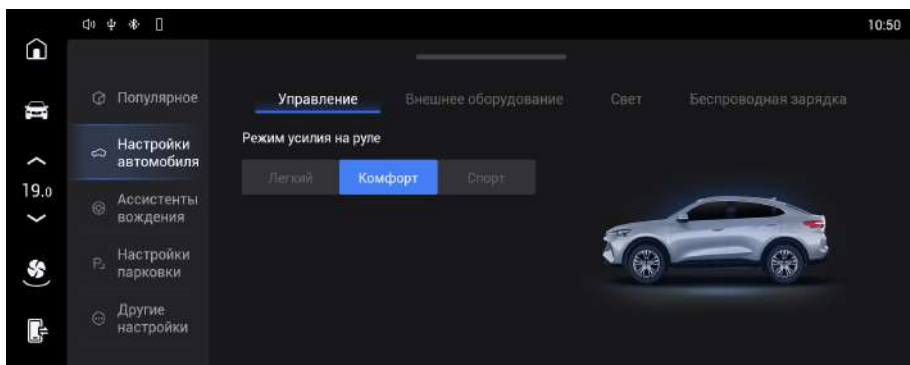 10:50
Популярное
Настройки
автомобиля
Ассистенты
вождения
Настройки
парковки
Другие
настройки
19.0
Управление
Внешнее оборудование
Свет
Беспроводная зарядка
Режим усилия на руле
Легкий
Комфорт
Спорт